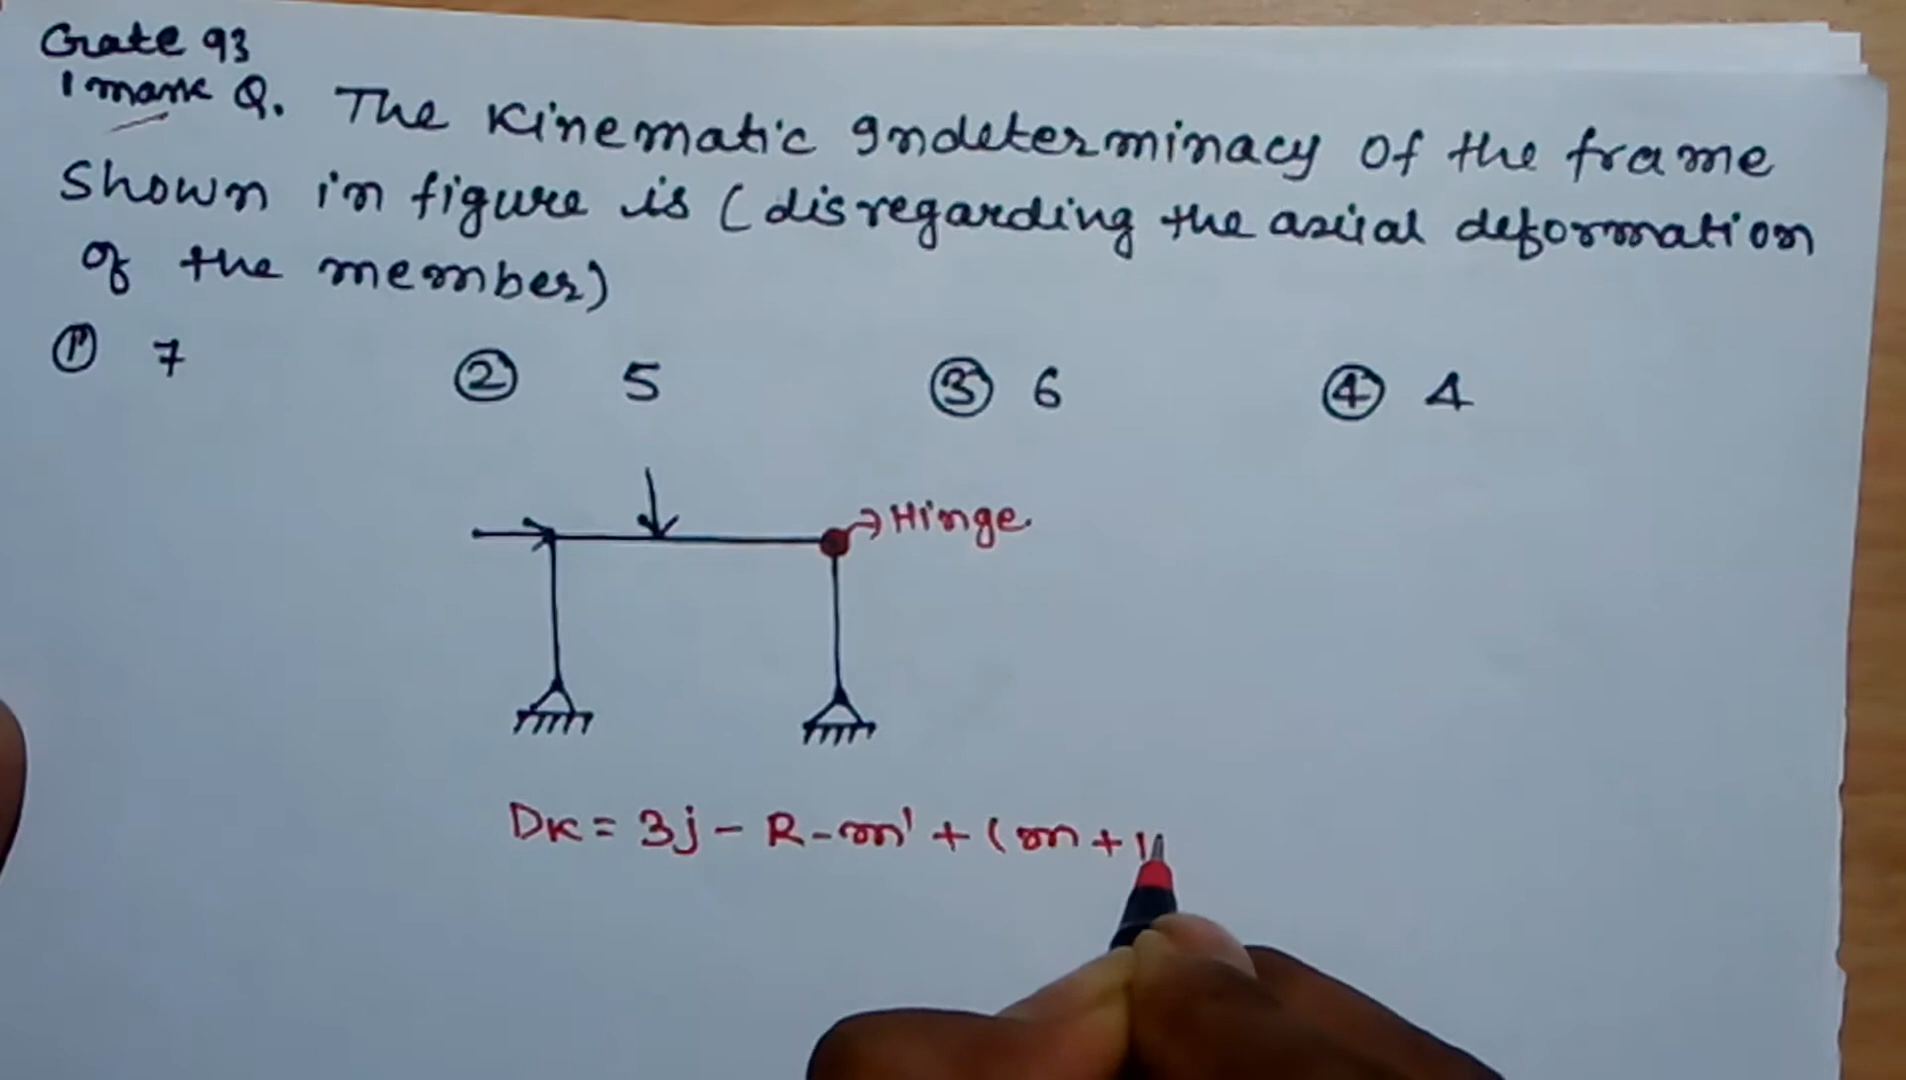 Gate 93
1 mark Q. The Kinematic Indeterminacy of the frame
Shown in figure is (disregarding the axial deformation
of the member)
① 7 ② 5 ③ 6 ④ 4
Hinge
Dk = 3j - R - m' + (m + 1